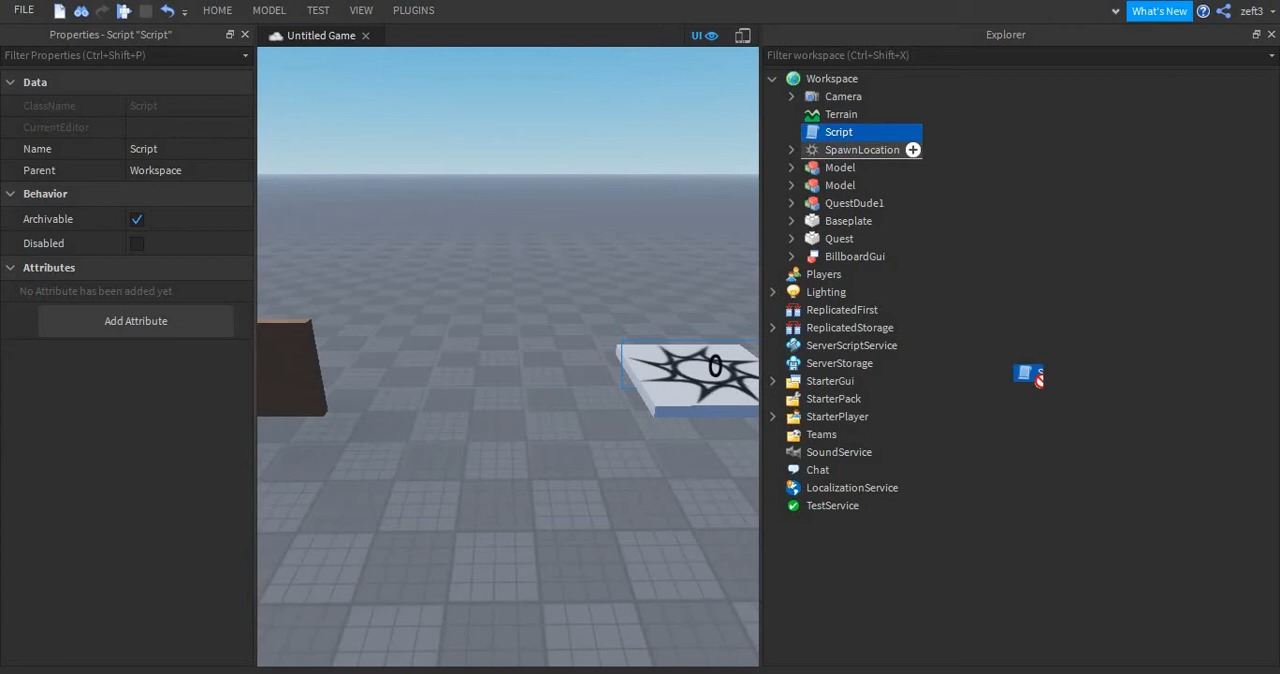 FILE
HOME
MODEL
TEST
VIEW
PLUGINS
What's New
zeft3
Properties - Script "Script"
Filter Properties (Ctrl+Shift+P)
Data
ClassName Script
CurrentEditor
Name Script
Parent Workspace
Behavior
Archivable
Disabled
Attributes
No Attribute has been added yet
Add Attribute
Untitled Game
UI
0
Explorer
Filter workspace (Ctrl+Shift+X)
Workspace
Camera
Terrain
Script
SpawnLocation
Model
Model
QuestDude1
Baseplate
Quest
BillboardGui
Players
Lighting
ReplicatedFirst
ReplicatedStorage
ServerScriptService
ServerStorage
StarterGui
StarterPack
StarterPlayer
Teams
SoundService
Chat
LocalizationService
TestService